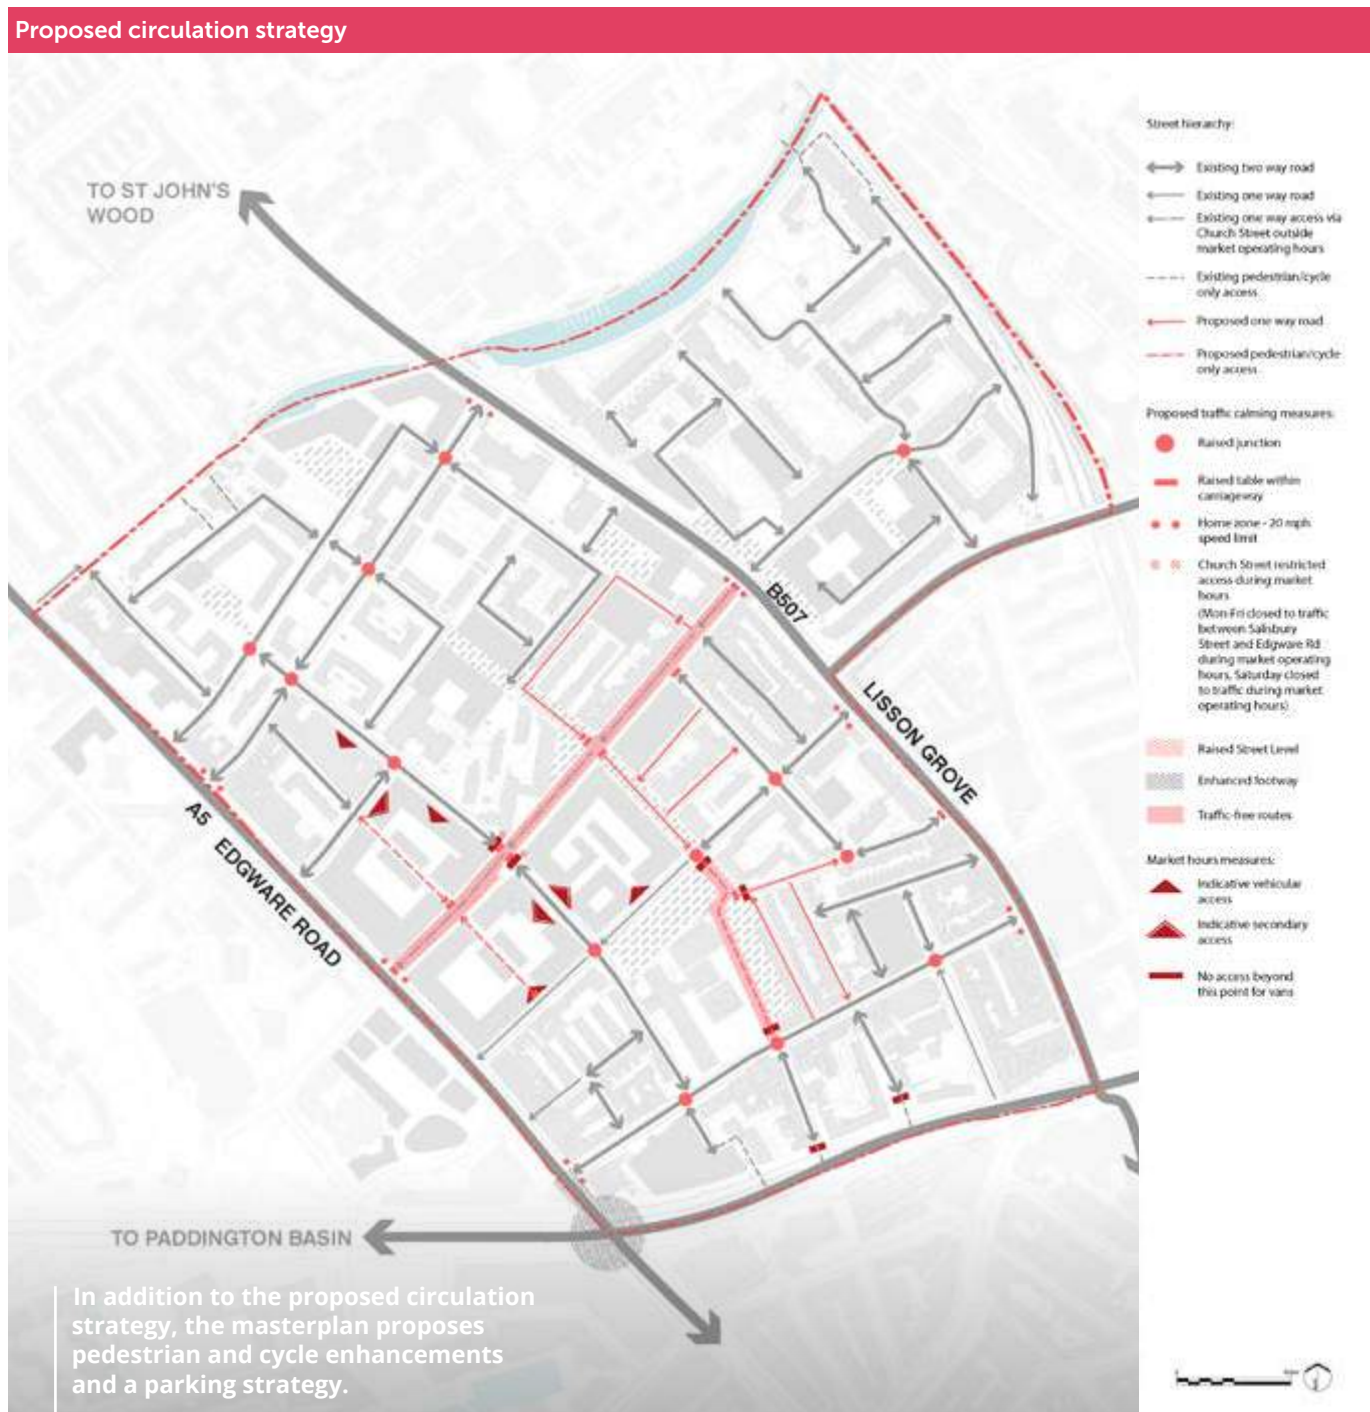 Proposed circulation strategy
TO ST JOHN'S
WOOD
B507
LISSON GROVE
A5 EDGWARE ROAD
TO PADDINGTON BASIN
In addition to the proposed circulation
strategy, the masterplan proposes
pedestrian and cycle enhancements
and a parking strategy.
Street hierarchy:
Existing two way road
Existing one way road
Existing one way access via
Church Street outside
market operating hours
Existing pedestrian/cycle
only access
Proposed one way road
Proposed pedestrian/cycle
only access
Proposed traffic calming measures:
Raised junction
Raised table within
carriageway
Home zone - 20 mph
speed limit
Church Street restricted
access during market
hours
(Mon-Fri closed to traffic
between Salisbury
Street and Edgware Rd
during market operating
hours, Saturday closed
to traffic during market
operating hours)
Raised Street Level
Enhanced footway
Traffic-free routes
Market hours measures:
Indicative vehicular
access
Indicative secondary
access
No access beyond
this point for vans